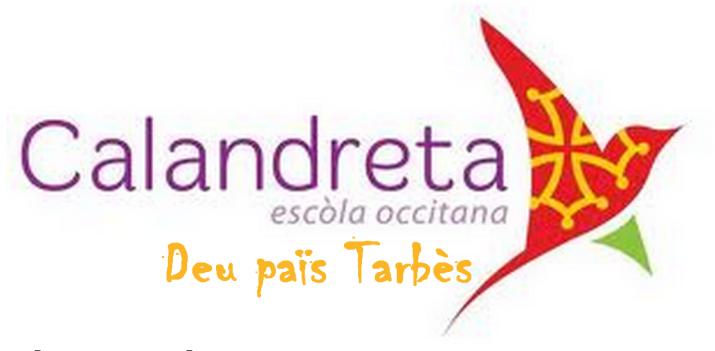 Calandreta
escòla occitana
Deu païs Tarbès